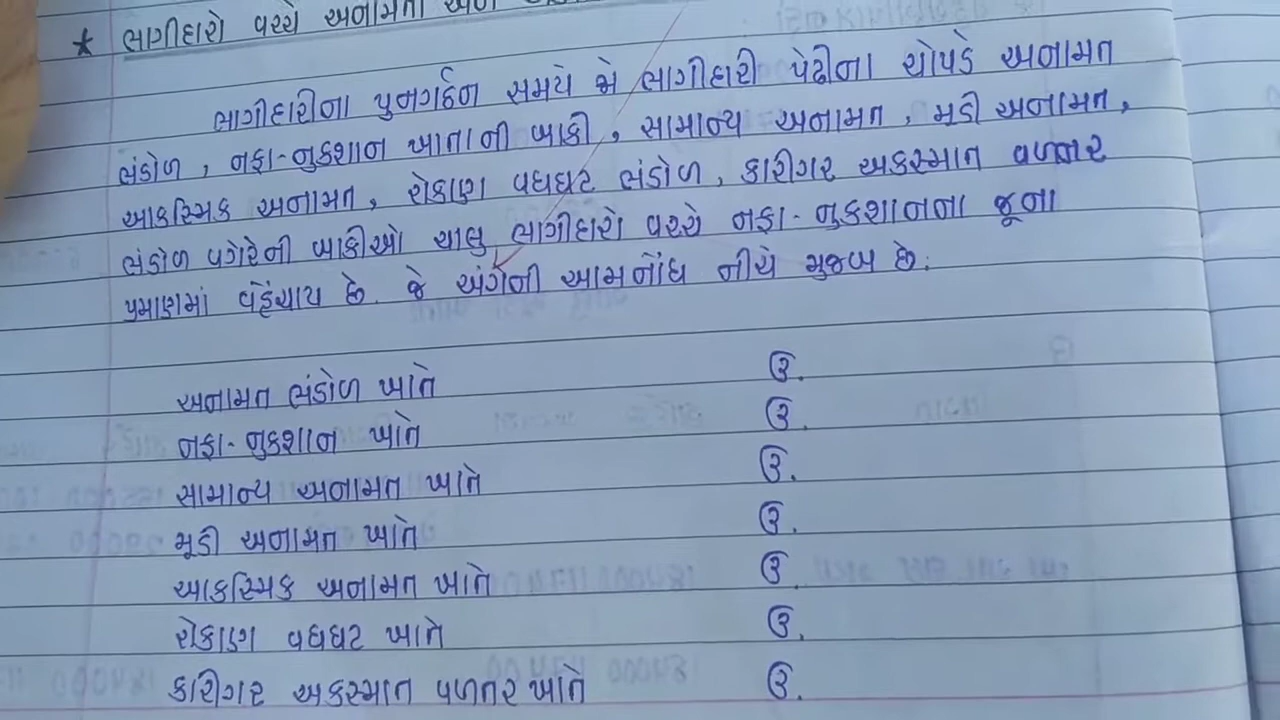 * ભાગીદારો વચ્ચે અનામતો અને
ભાગીદારીના પુનર્ગઠન સમયે જે ભાગીદારી પેઢીના ચોપડે અનામત
ભંડોળ , નફા-નુકશાન ખાતાની બાકી , સામાન્ય અનામત , મૂડી અનામત,
આકસ્મિક અનામત, રોકાણ વધઘટ ભંડોળ, કારીગર અકસ્માત વળતર
ભંડોળ વગેરેની બાકીઓ ચાલુ ભાગીદારો વચ્ચે નફા-નુકશાનના જૂના
પ્રમાણમાં વહેંચાય છે. જે અંગેની આમનોંધ નીચે મુજબ છે.
અનામત ભંડોળ ખાતે ઉ.
નફા-નુકશાન ખાતે ઉ.
સામાન્ય અનામત ખાતે ઉ.
મૂડી અનામત ખાતે ઉ.
આકસ્મિક અનામત ખાતે ઉ.
રોકાણ વધઘટ ખાતે ઉ.
કારીગર અકસ્માત વળતર ખાતે ઉ.